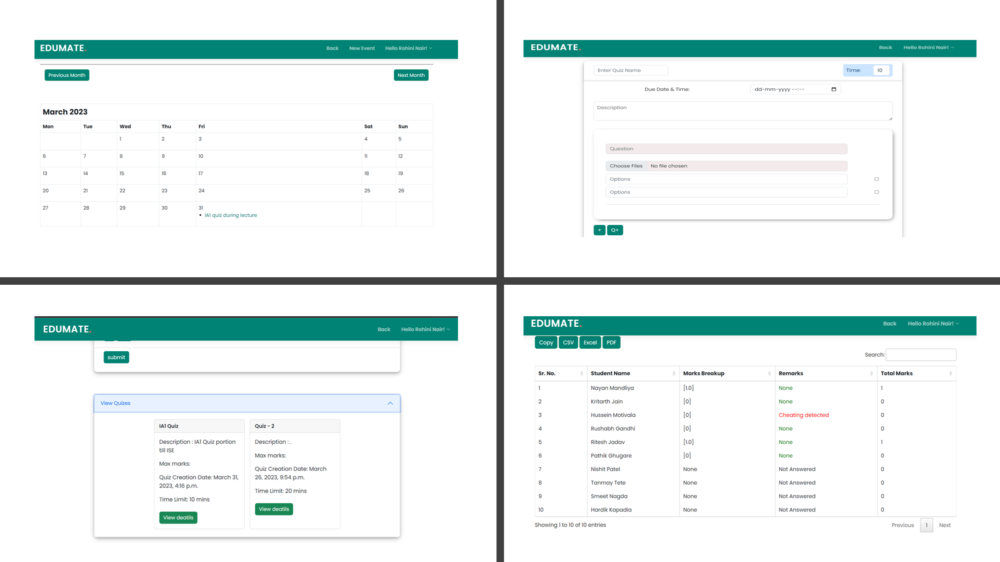 EDUMATE.
Back New Event Hello Rohini Nair!
Previous Month Next Month
March 2023
Mon Tue Wed Thu Fri Sat Sun
1 2 3 4 5
6 7 8 9 10 11 12
13 14 15 16 17 18 19
20 21 22 23 24 25 26
27 28 29 30 31
IA1 quiz during lecture
EDUMATE.
Back Hello Rohini Nair!
Enter Quiz Name Time: 10
Due Date & Time: dd-mm-yyyy --:--
Description
Question
Choose Files No file chosen
Options
Options
+ Q+
EDUMATE.
Back Hello Rohini Nair!
submit
View Quizes
IA1 Quiz
Description : IA1 Quiz portion
till ISE
Max marks:
Quiz Creation Date: March 31,
2023, 4:16 p.m.
Time Limit: 10 mins
View deatils
Quiz - 2
Description : .
Max marks:
Quiz Creation Date: March
26, 2023, 9:54 p.m.
Time Limit: 20 mins
View deatils
EDUMATE.
Back Hello Rohini Nair!
Copy CSV Excel PDF
Search:
Sr. No. Student Name Marks Breakup Remarks Total Marks
1 Nayan Mandliya [1.0] None 1
2 Kritarth Jain [0] None 0
3 Hussein Motivala [0] Cheating detected 0
4 Rushabh Gandhi [0] None 0
5 Ritesh Jadav [1.0] None 1
6 Pathik Ghugare [0] None 0
7 Nishit Patel None Not Answered 0
8 Tanmay Tete None Not Answered 0
9 Smeet Nagda None Not Answered 0
10 Hardik Kapadia None Not Answered 0
Showing 1 to 10 of 10 entries
Previous 1 Next